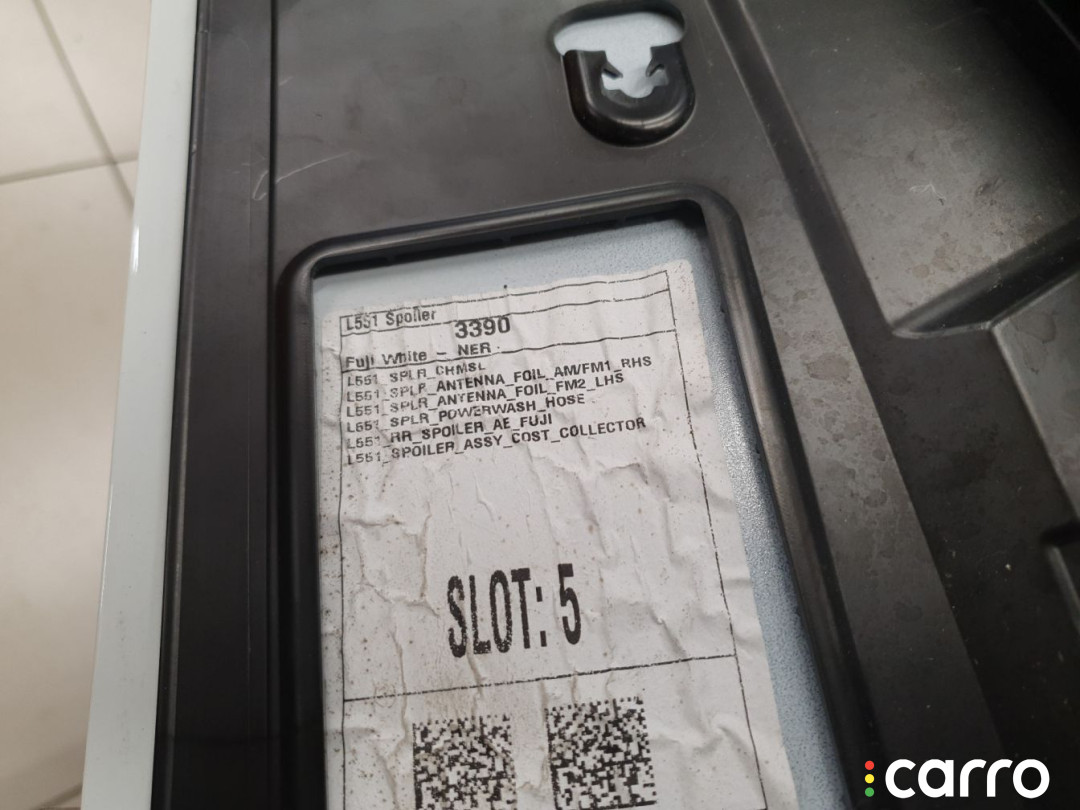 L551 Spoiler
3390
Fuji White - NER
L551_SPLR_CHMSL
L551_SPLR_ANTENNA_FOIL_AM/FM1_RHS
L551_SPLR_ANTENNA_FOIL_FM2_LHS
L551_SPLR_POWERWASH_HOSE
L551_RR_SPOILER_AE_FUJI
L551_SPOILER_ASSY_COST_COLLECTOR
SLOT: 5
carro